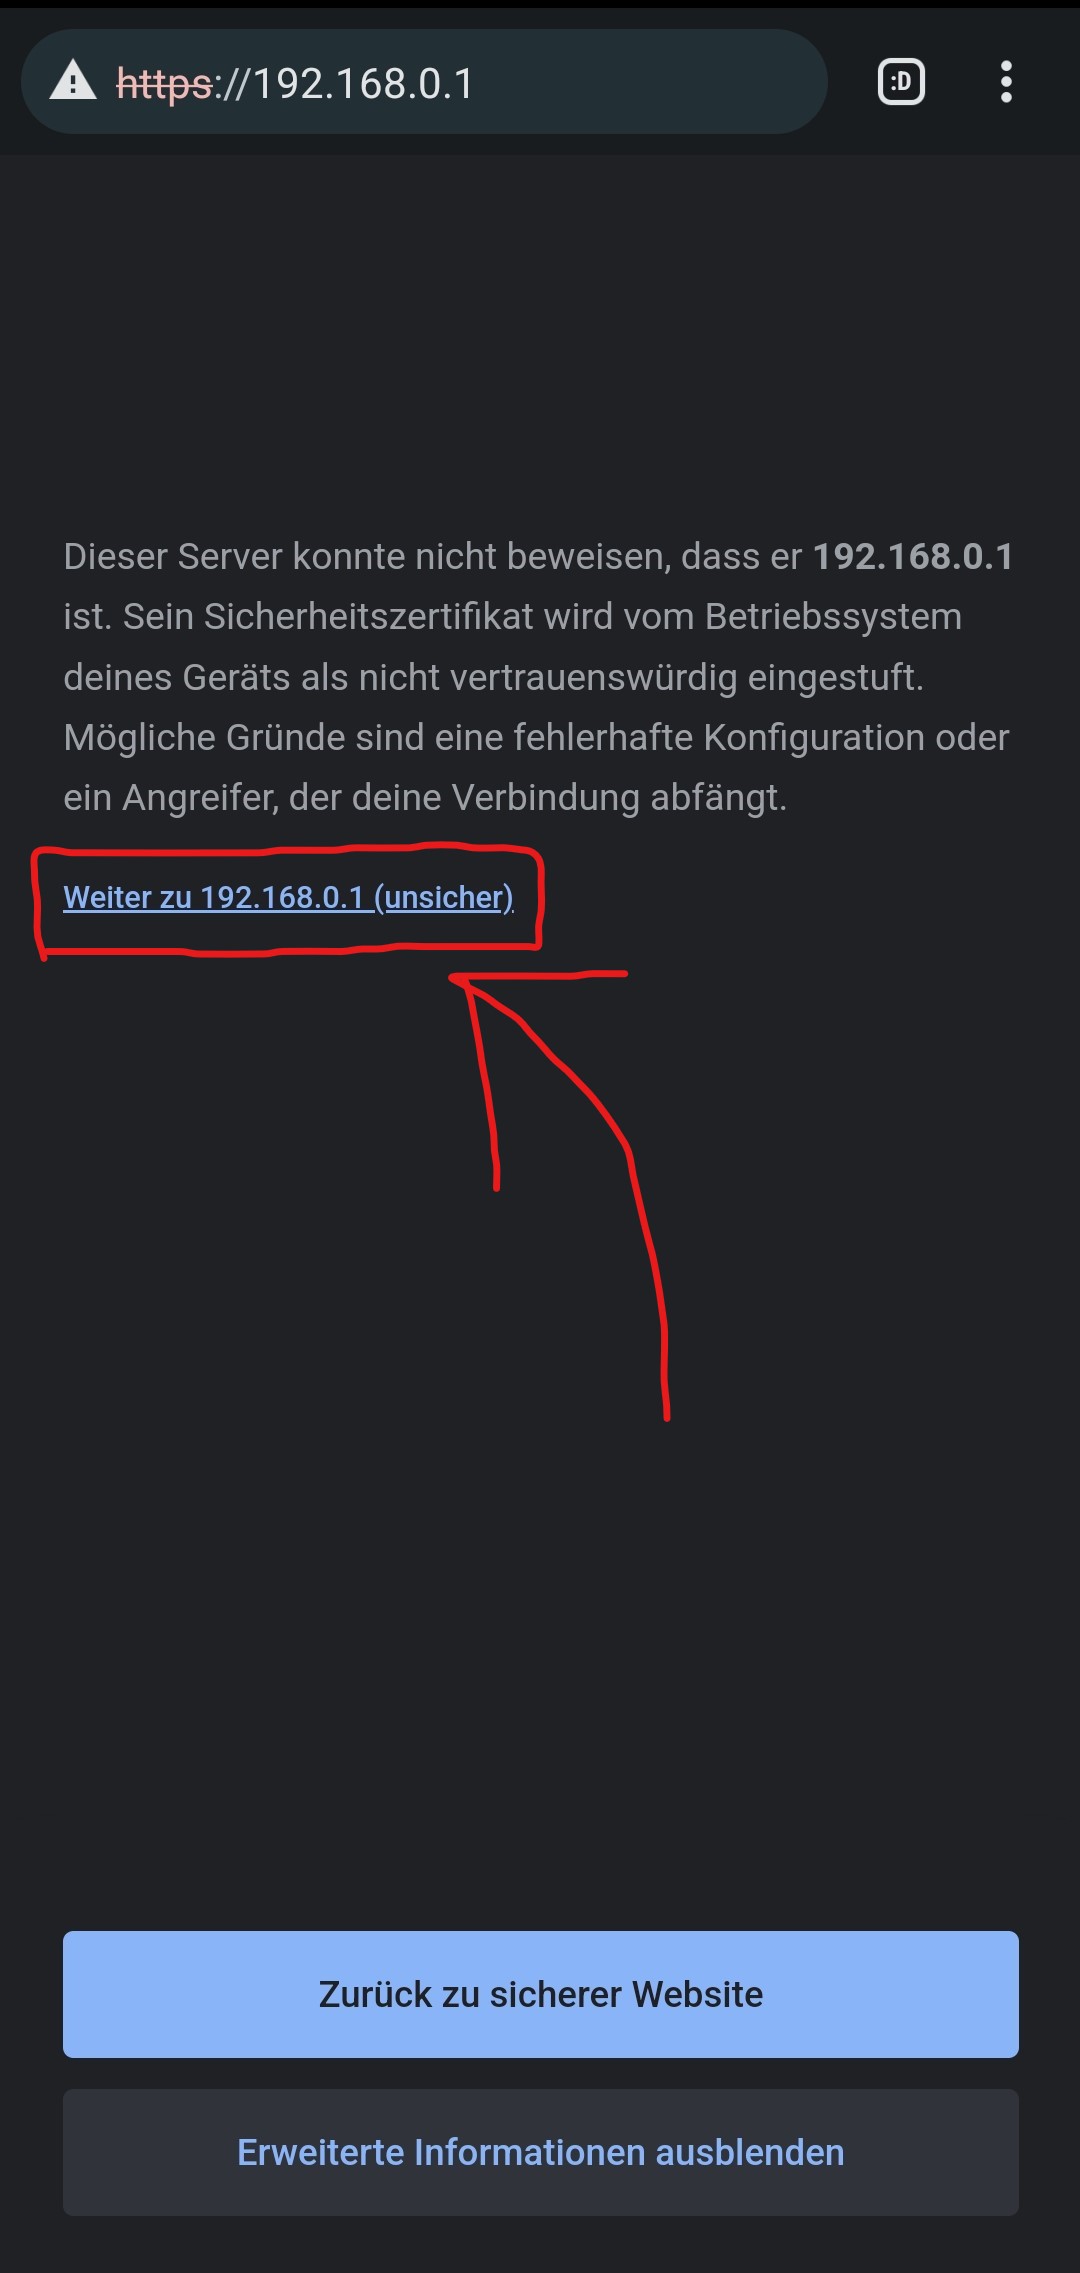 https://192.168.0.1
:D
Dieser Server konnte nicht beweisen, dass er 192.168.0.1
ist. Sein Sicherheitszertifikat wird vom Betriebssystem
deines Geräts als nicht vertrauenswürdig eingestuft.
Mögliche Gründe sind eine fehlerhafte Konfiguration oder
ein Angreifer, der deine Verbindung abfängt.
Weiter zu 192.168.0.1 (unsicher)
Zurück zu sicherer Website
Erweiterte Informationen ausblenden